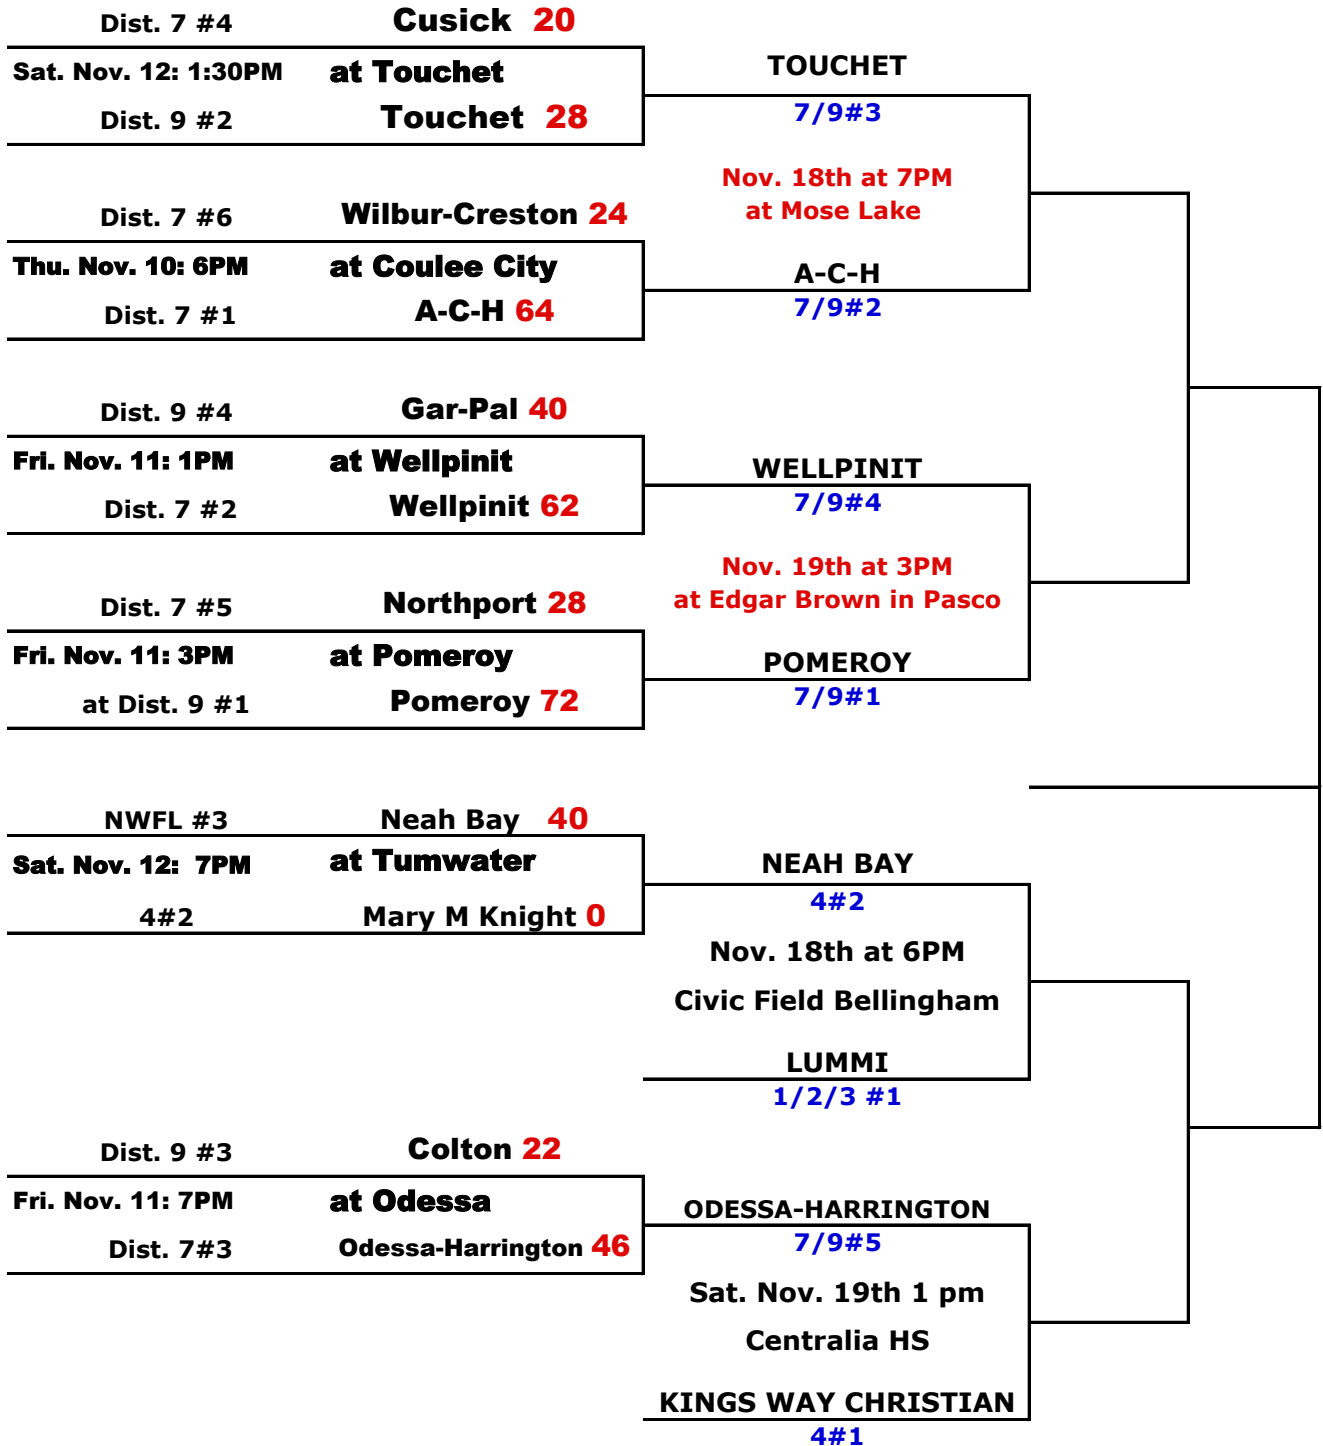 Dist. 7 #4 Cusick 20
Sat. Nov. 12: 1:30PM at Touchet
Dist. 9 #2 Touchet 28
TOUCHET
7/9#3
Nov. 18th at 7PM
at Mose Lake
Dist. 7 #6 Wilbur-Creston 24
Thu. Nov. 10: 6PM at Coulee City
Dist. 7 #1 A-C-H 64
A-C-H
7/9#2
Dist. 9 #4 Gar-Pal 40
Fri. Nov. 11: 1PM at Wellpinit
Dist. 7 #2 Wellpinit 62
WELLPINIT
7/9#4
Nov. 19th at 3PM
at Edgar Brown in Pasco
Dist. 7 #5 Northport 28
Fri. Nov. 11: 3PM at Pomeroy
at Dist. 9 #1 Pomeroy 72
POMEROY
7/9#1
NWFL #3 Neah Bay 40
Sat. Nov. 12: 7PM at Tumwater
4#2 Mary M Knight 0
NEAH BAY
4#2
Nov. 18th at 6PM
Civic Field Bellingham
LUMMI
1/2/3 #1
Dist. 9 #3 Colton 22
Fri. Nov. 11: 7PM at Odessa
Dist. 7#3 Odessa-Harrington 46
ODESSA-HARRINGTON
7/9#5
Sat. Nov. 19th 1 pm
Centralia HS
KINGS WAY CHRISTIAN
4#1